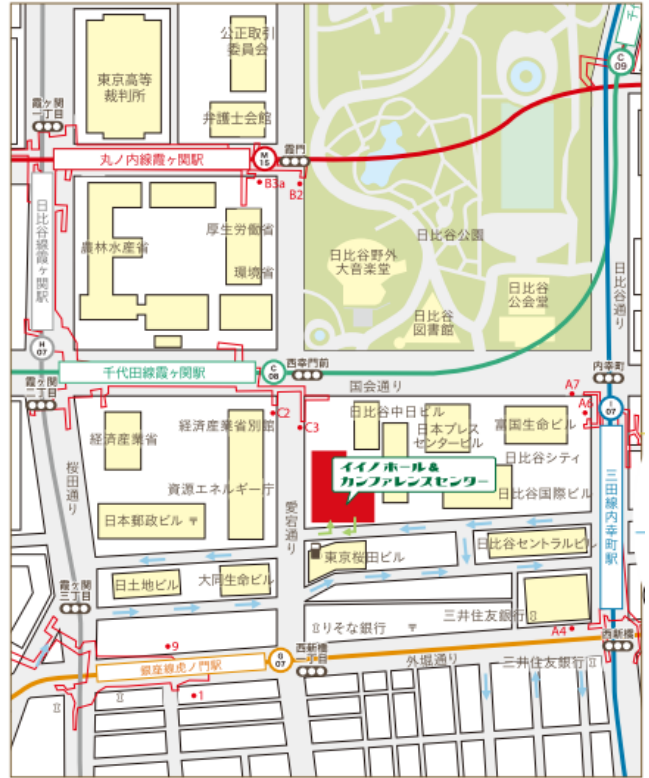 公正取引
委員会
東京高等
裁判所
弁護士会館
霞ヶ関
一丁目
C
09
丸ノ内線霞ヶ関駅
M
15
霞門
B3a
B2
日比谷線霞ヶ関駅
厚生労働省
農林水産省
環境省
日比谷公園
日比谷野外
大音楽堂
日比谷
公会堂
日比谷
図書館
日比谷通り
H
07
千代田線霞ヶ関駅
C
08
西幸門前
国会通り
内幸町
霞ヶ関
二丁目
A7
A6
I
07
C2
C3
経済産業省
経済産業省別館
日比谷中日ビル
日本プレス
センタービル
富国生命ビル
日比谷シティ
イイノホール&
カンファレンスセンター
日比谷国際ビル
桜田通り
資源エネルギー庁
愛宕通り
日本郵政ビル 〒
三田線内幸町駅
東京桜田ビル
日比谷セントラルビル
霞ヶ関
三丁目
日土地ビル
大同生命ビル
りそな銀行
〒
三井住友銀行
A4
西新橋
9
銀座線虎ノ門駅
G
07
西新橋
一丁目
外堀通り
三井住友銀行
1